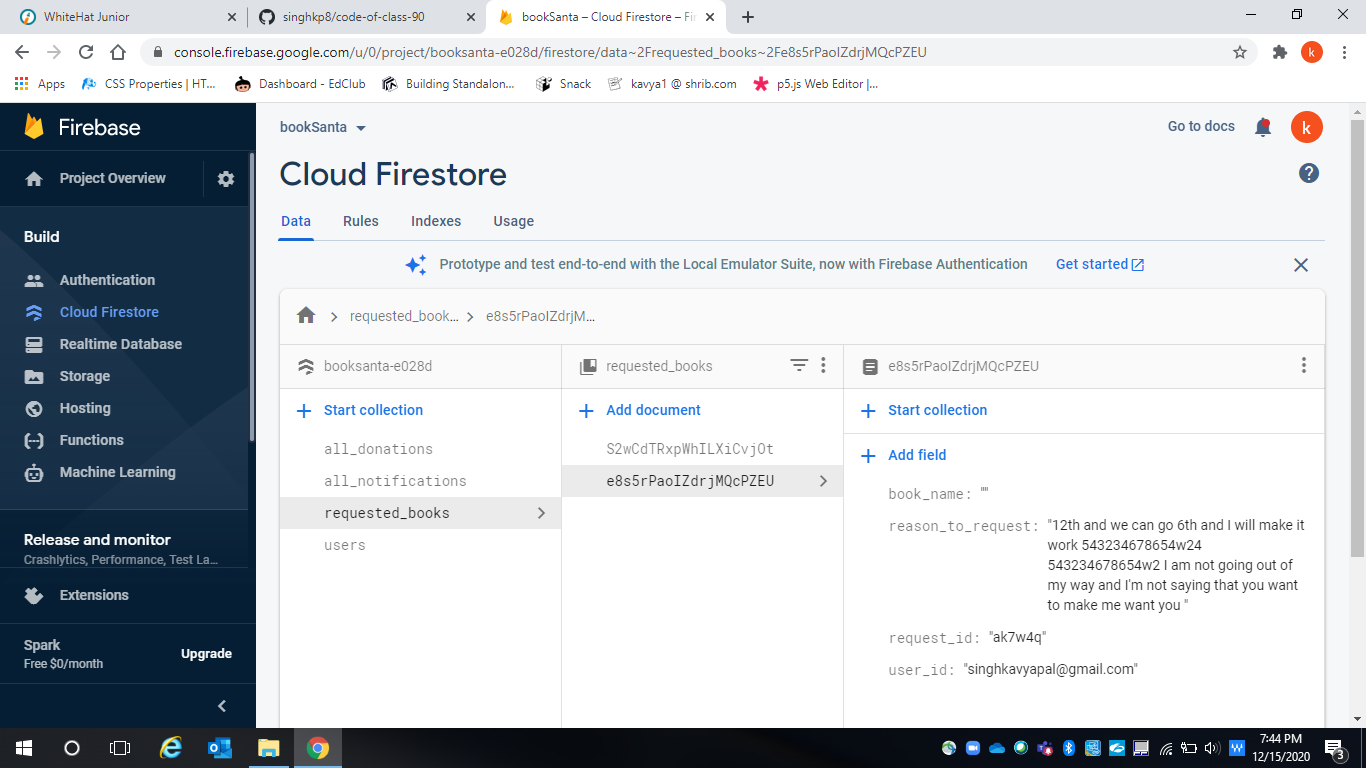 WhiteHat Junior
singhkp8/code-of-class-90
bookSanta – Cloud Firestore – Fi
console.firebase.google.com/u/0/project/booksanta-e028d/firestore/data~2Frequested_books~2Fe8s5rPaoIZdrjMQcPZEU
k
Apps
CSS Properties | HT...
Dashboard - EdClub
Building Standalon...
Snack
kavya1 @ shrib.com
p5.js Web Editor |...
Firebase
bookSanta
Go to docs
k
Project Overview
Cloud Firestore
Data
Rules
Indexes
Usage
Build
Prototype and test end-to-end with the Local Emulator Suite, now with Firebase Authentication
Get started
Authentication
Cloud Firestore
Realtime Database
Storage
Hosting
Functions
Machine Learning
Release and monitor
Crashlytics, Performance, Test La...
Extensions
Spark
Free $0/month
Upgrade
requested_book...
e8s5rPaoIZdrjM...
booksanta-e028d
requested_books
e8s5rPaoIZdrjMQcPZEU
Start collection
all_donations
all_notifications
requested_books
users
Add document
S2wCdTRxpWhILXiCvjOt
e8s5rPaoIZdrjMQcPZEU
Start collection
Add field
book_name: ""
reason_to_request: "12th and we can go 6th and I will make it
work 543234678654w24
543234678654w2 I am not going out of
my way and I'm not saying that you want
to make me want you "
request_id: "ak7w4q"
user_id: "singhkavyapal@gmail.com"
7:44 PM
12/15/2020
3